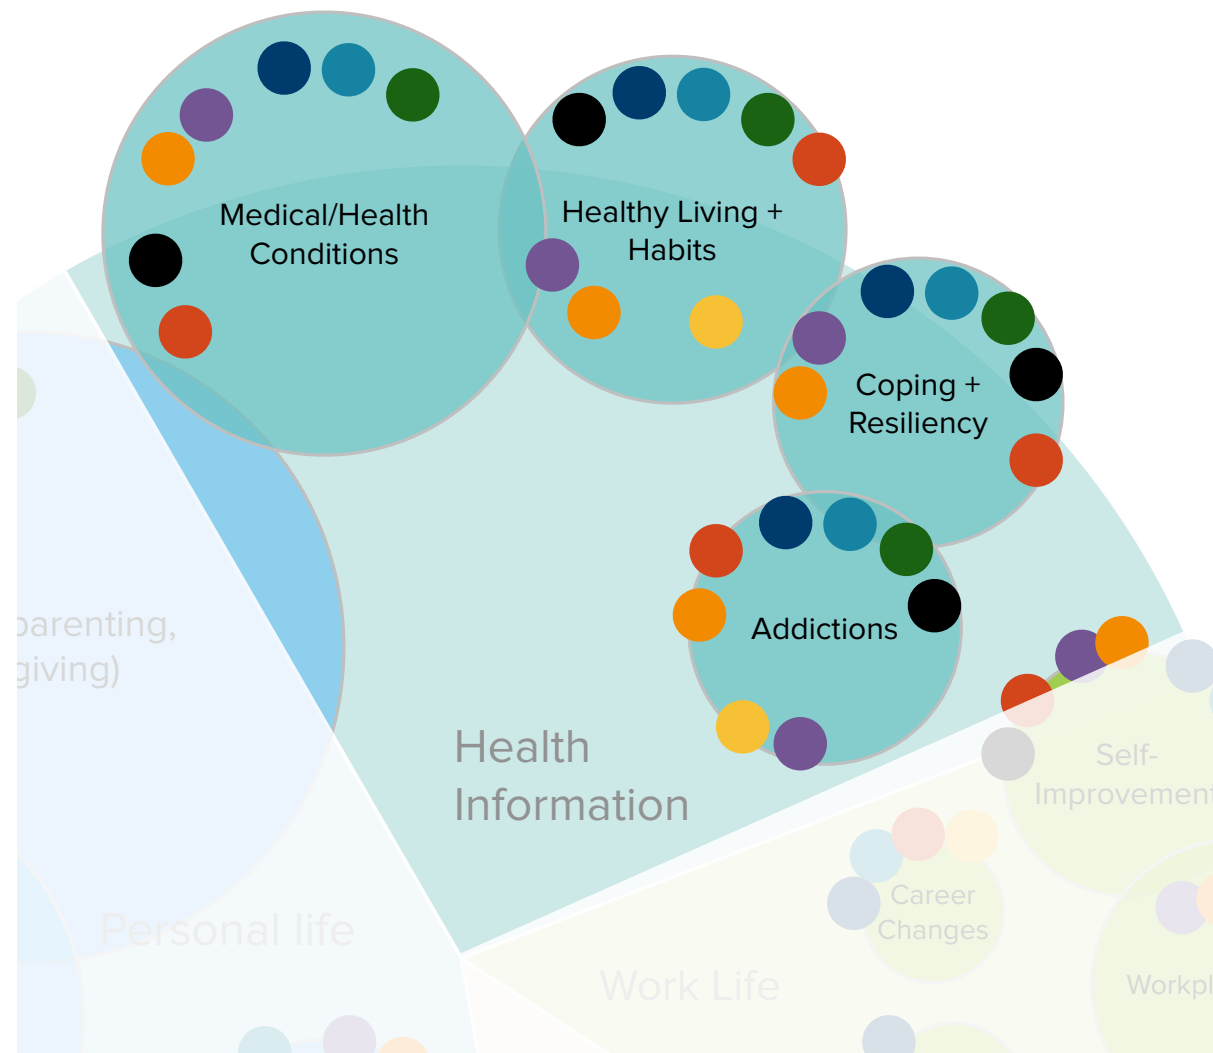 Medical/Health
Conditions
Healthy Living +
Habits
Coping +
Resiliency
Addictions
parenting,
giving)
Health
Information
Self-
Improvement
Career
Changes
Personal life
Work Life
Workpl